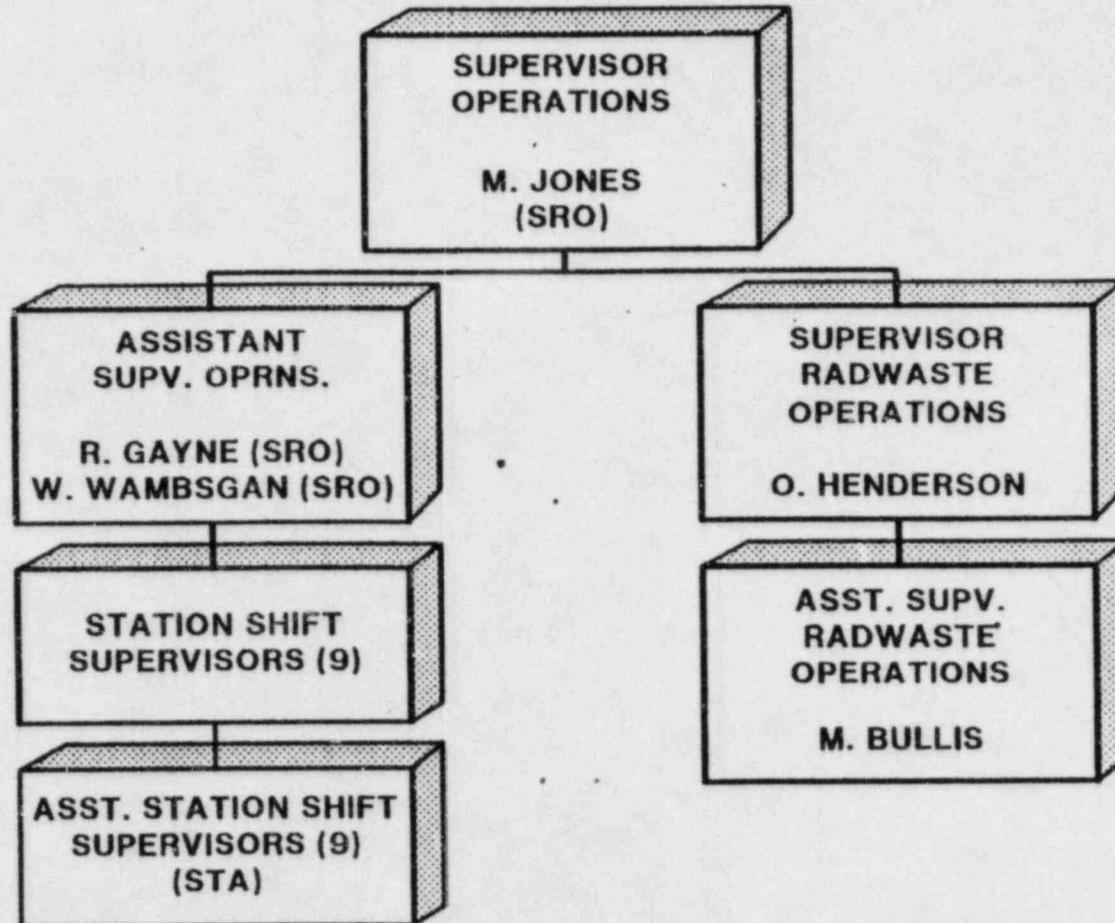 SUPERVISOR
OPERATIONS
M. JONES
(SRO)
ASSISTANT
SUPV. OPRNS.
R. GAYNE (SRO)
W. WAMBSGAN (SRO)
SUPERVISOR
RADWASTE
OPERATIONS
O. HENDERSON
STATION SHIFT
SUPERVISORS (9)
ASST. SUPV.
RADWASTE
OPERATIONS
M. BULLIS
ASST. STATION SHIFT
SUPERVISORS (9)
(STA)